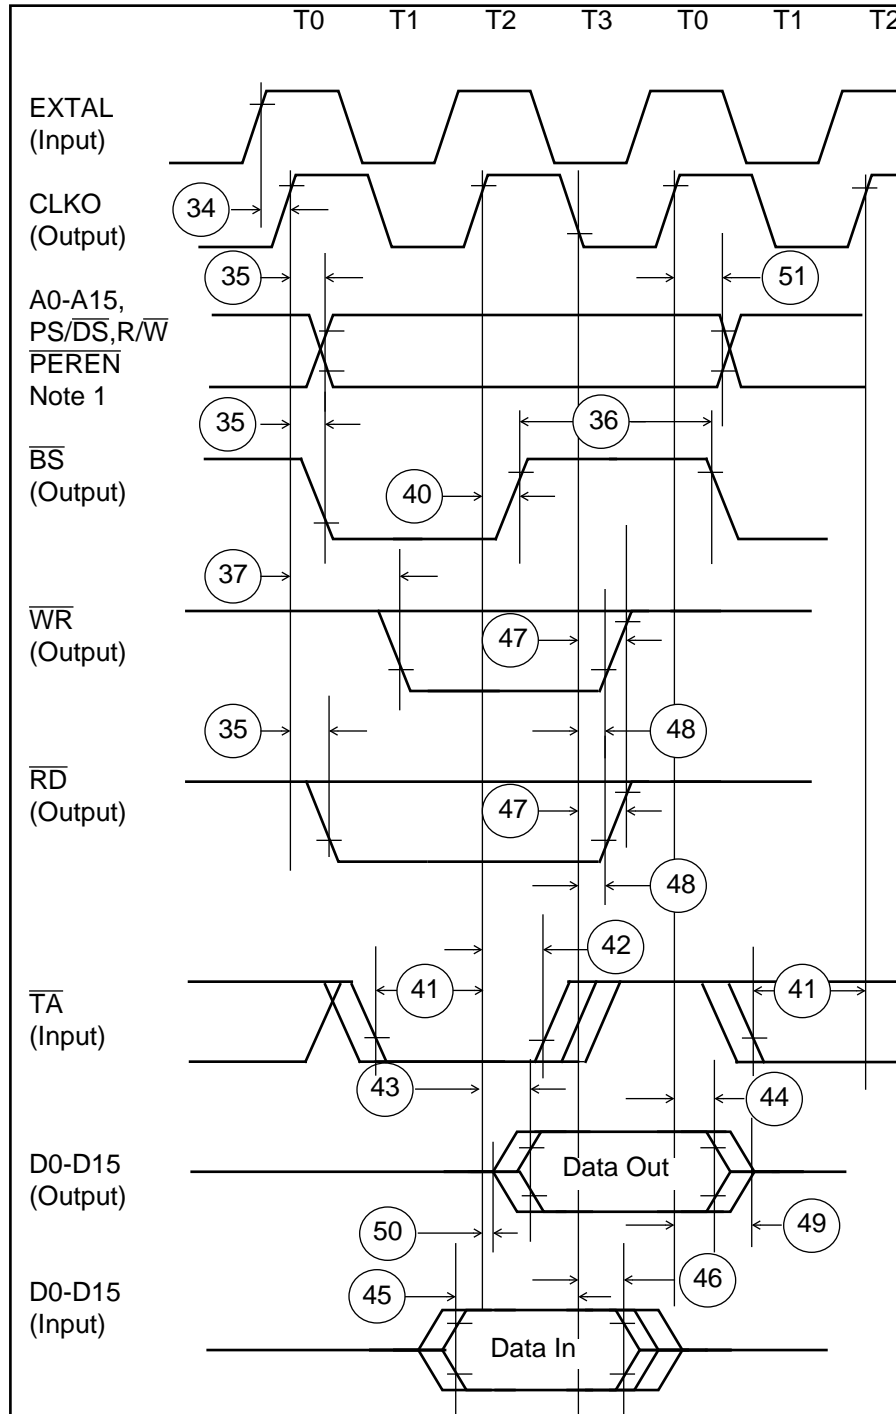 T0 T1 T2 T3 T0 T1 T2
EXTAL
(Input)
CLKO
(Output)
34
35
51
A0-A15,
PS/DS,R/W
PEREN
Note 1
35
36
BS
(Output)
40
37
WR
(Output)
47
35
48
RD
(Output)
47
48
42
TA
(Input)
41
41
43
44
D0-D15
(Output)
Data Out
50
49
D0-D15
(Input)
45
46
Data In